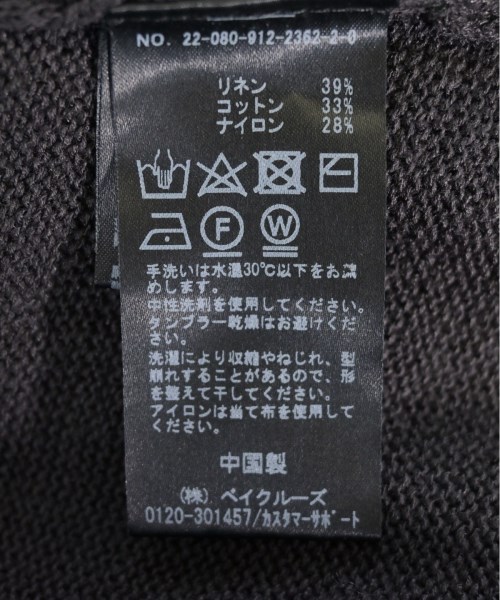 NO. 22-080-912-2362-2-0
リネン 39%
コットン 33%
ナイロン 28%
F
W
手洗いは水温30℃以下をお薦
めします。
中性洗剤を使用してください。
タンブラー乾燥はお避けくだ
さい。
洗濯により収縮やねじれ、型
崩れすることがあるので、形
を整えて干してください。
アイロンは当て布を使用して
ください。
中国製
(株) ベイクルーズ
0120-301457/カスタマーサポート